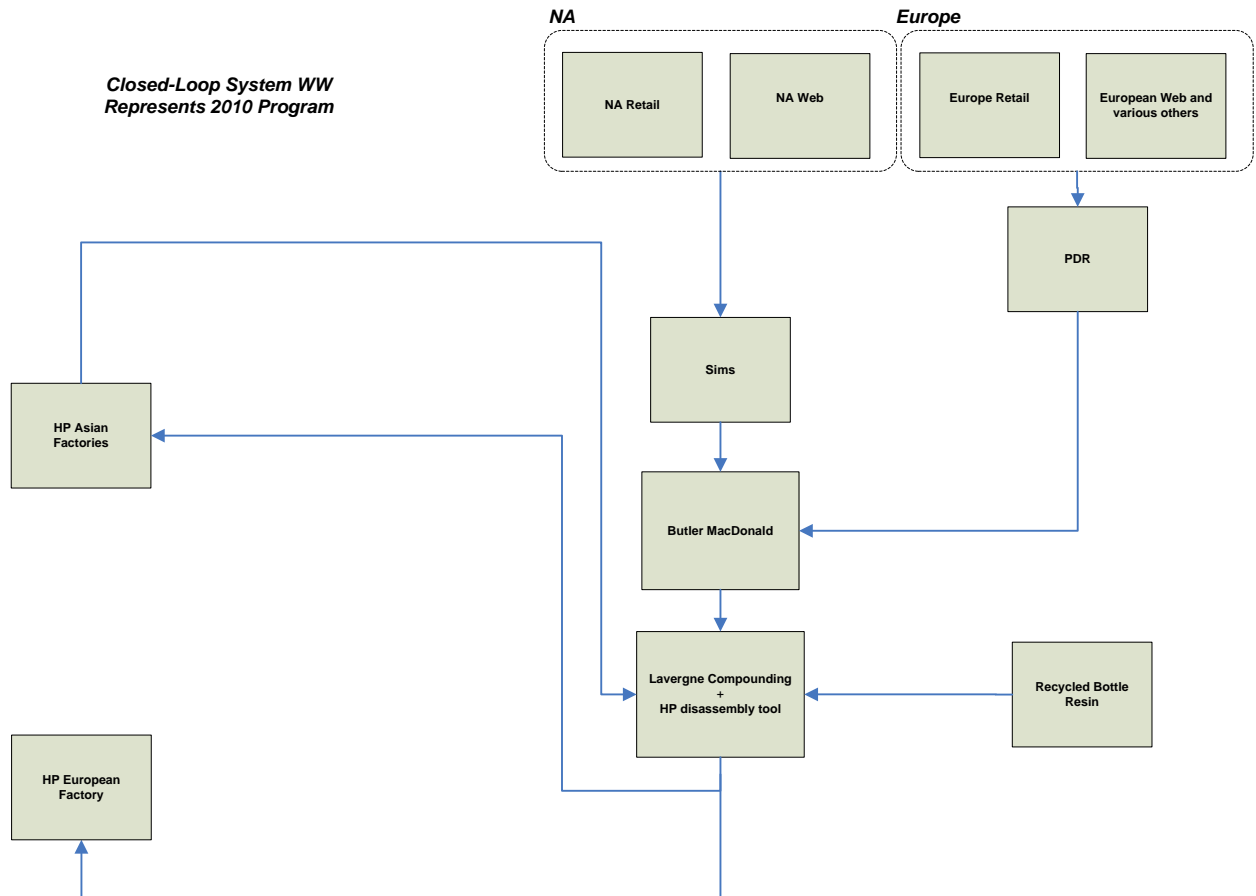 NA
Europe
Closed-Loop System WW
Represents 2010 Program
NA Retail
NA Web
Europe Retail
European Web and
various others
PDR
Sims
HP Asian
Factories
Butler MacDonald
Lavergne Compounding
+
HP disassembly tool
Recycled Bottle
Resin
HP European
Factory